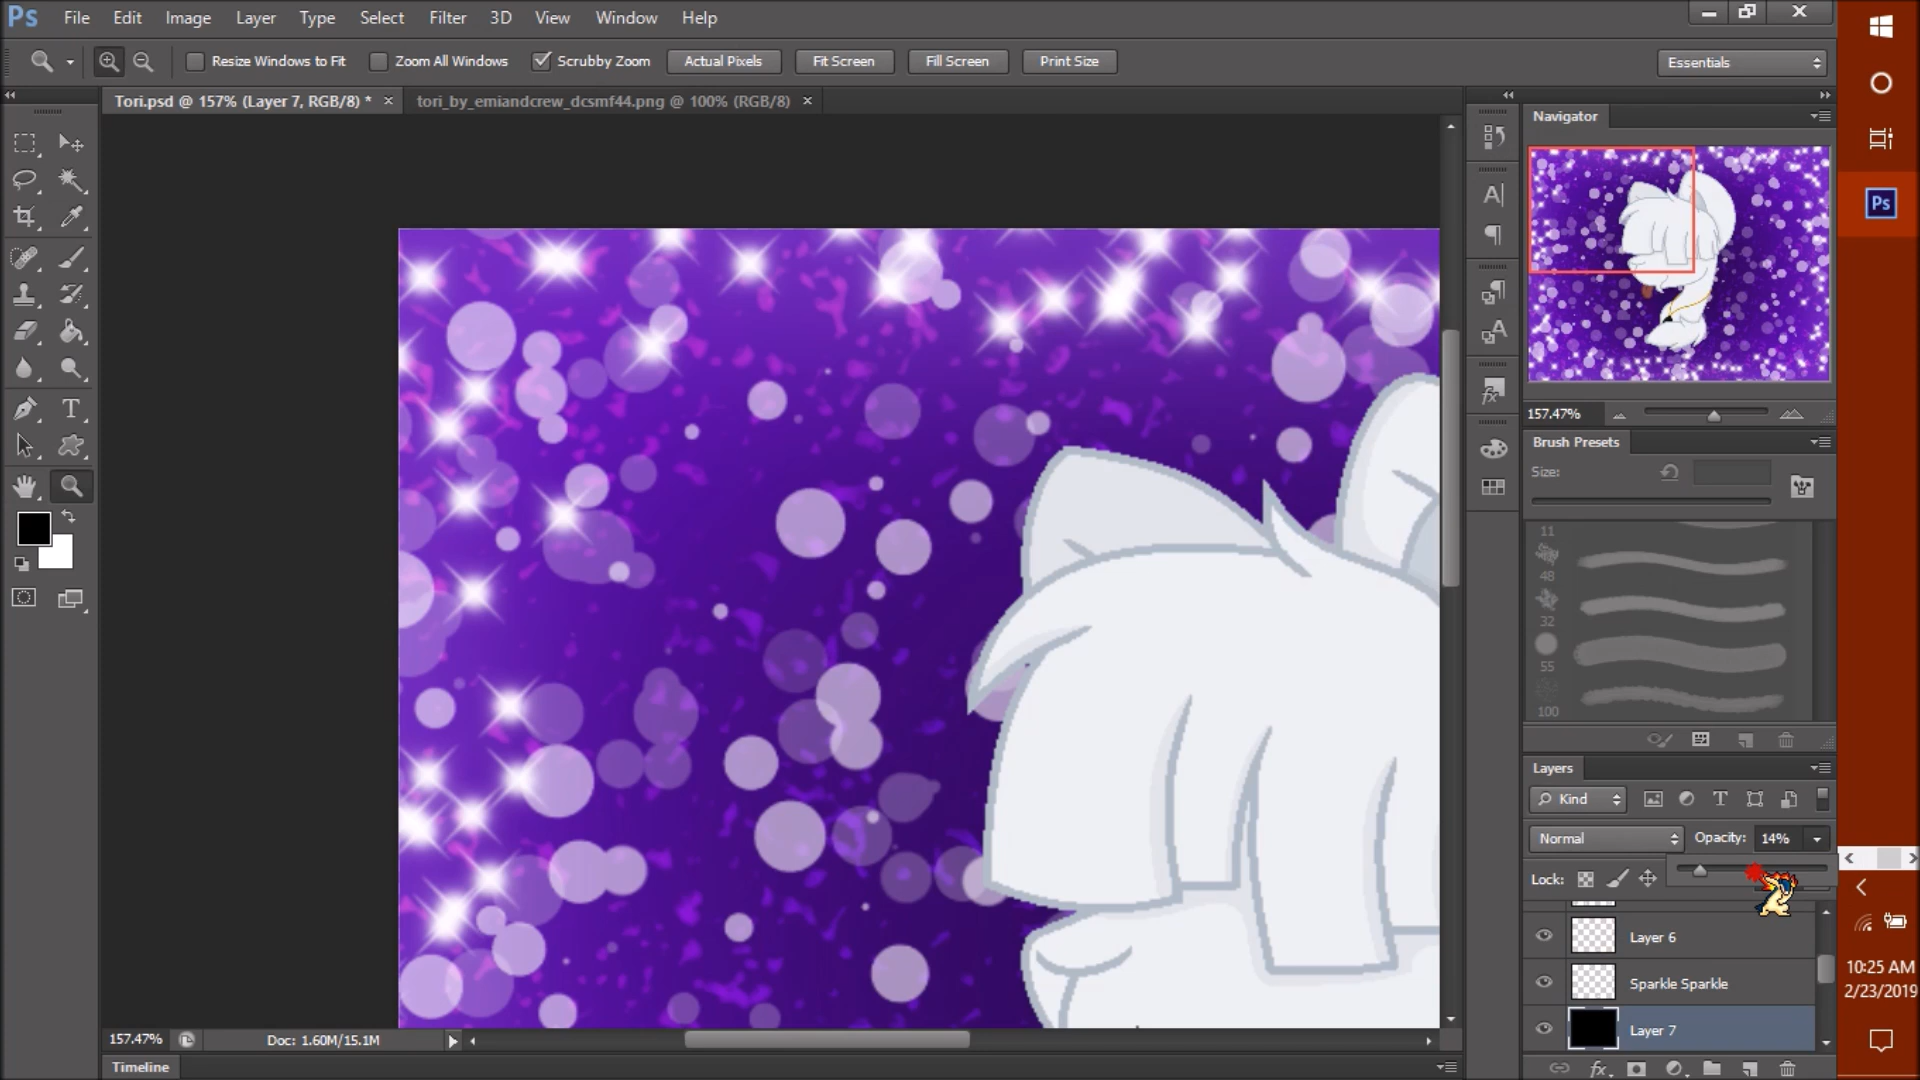 Ps File Edit Image Layer Type Select Filter 3D View Window Help
Resize Windows to Fit Zoom All Windows Scrubby Zoom Actual Pixels Fit Screen Fill Screen Print Size Essentials
Tori.psd @ 157% (Layer 7, RGB/8) * × tori_by_emiandcrew_dcsmf44.png @ 100% (RGB/8) ×
Navigator
157.47%
Brush Presets
Size:
11
48
32
55
100
Layers
Kind
Normal Opacity: 14%
Lock:
Layer 6
Sparkle Sparkle
Layer 7
157.47% Doc: 1.60M/15.1M
Timeline
Ps
10:25 AM
2/23/2019